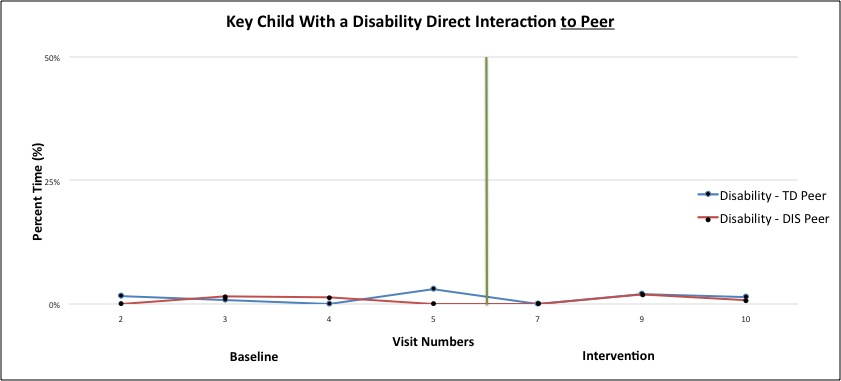 Key Child With a Disability Direct Interaction to Peer
50%
25%
0%
Percent Time (%)
2 3 4 5 7 9 10
Visit Numbers
Baseline Intervention
Disability - TD Peer
Disability - DIS Peer